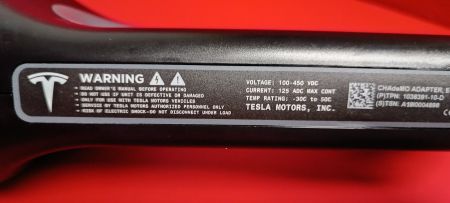 WARNING
READ OWNER'S MANUAL BEFORE OPERATING
DO NOT USE IF UNIT IS DEFECTIVE OR DAMAGED
ONLY FOR USE WITH TESLA MOTORS VEHICLES
SERVICE BY TESLA MOTORS AUTHORIZED PERSONNEL ONLY
RISK OF ELECTRIC SHOCK-DO NOT DISCONNECT UNDER LOAD
VOLTAGE: 100-450 VDC
CURRENT: 125 ADC MAX CONT
TEMP RATING: -30C to 50C
TESLA MOTORS, INC.
CHAdeMO ADAPTER,
(P)TPN: 1036391-10-D
(S)TSN: